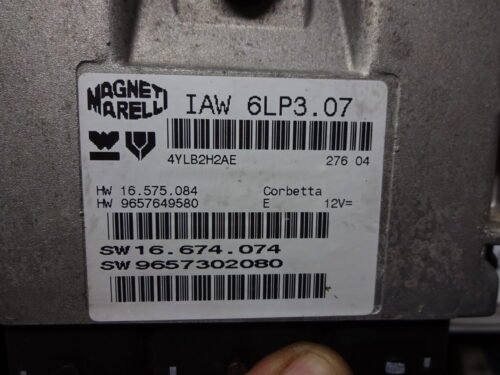 MAGNETI
MARELLI
IAW 6LP3.07
4YLB2H2AE 276 04
HW 16.575.084 Corbetta
HW 9657649580 E 12V=
SW 16.674.074
SW 9657302080